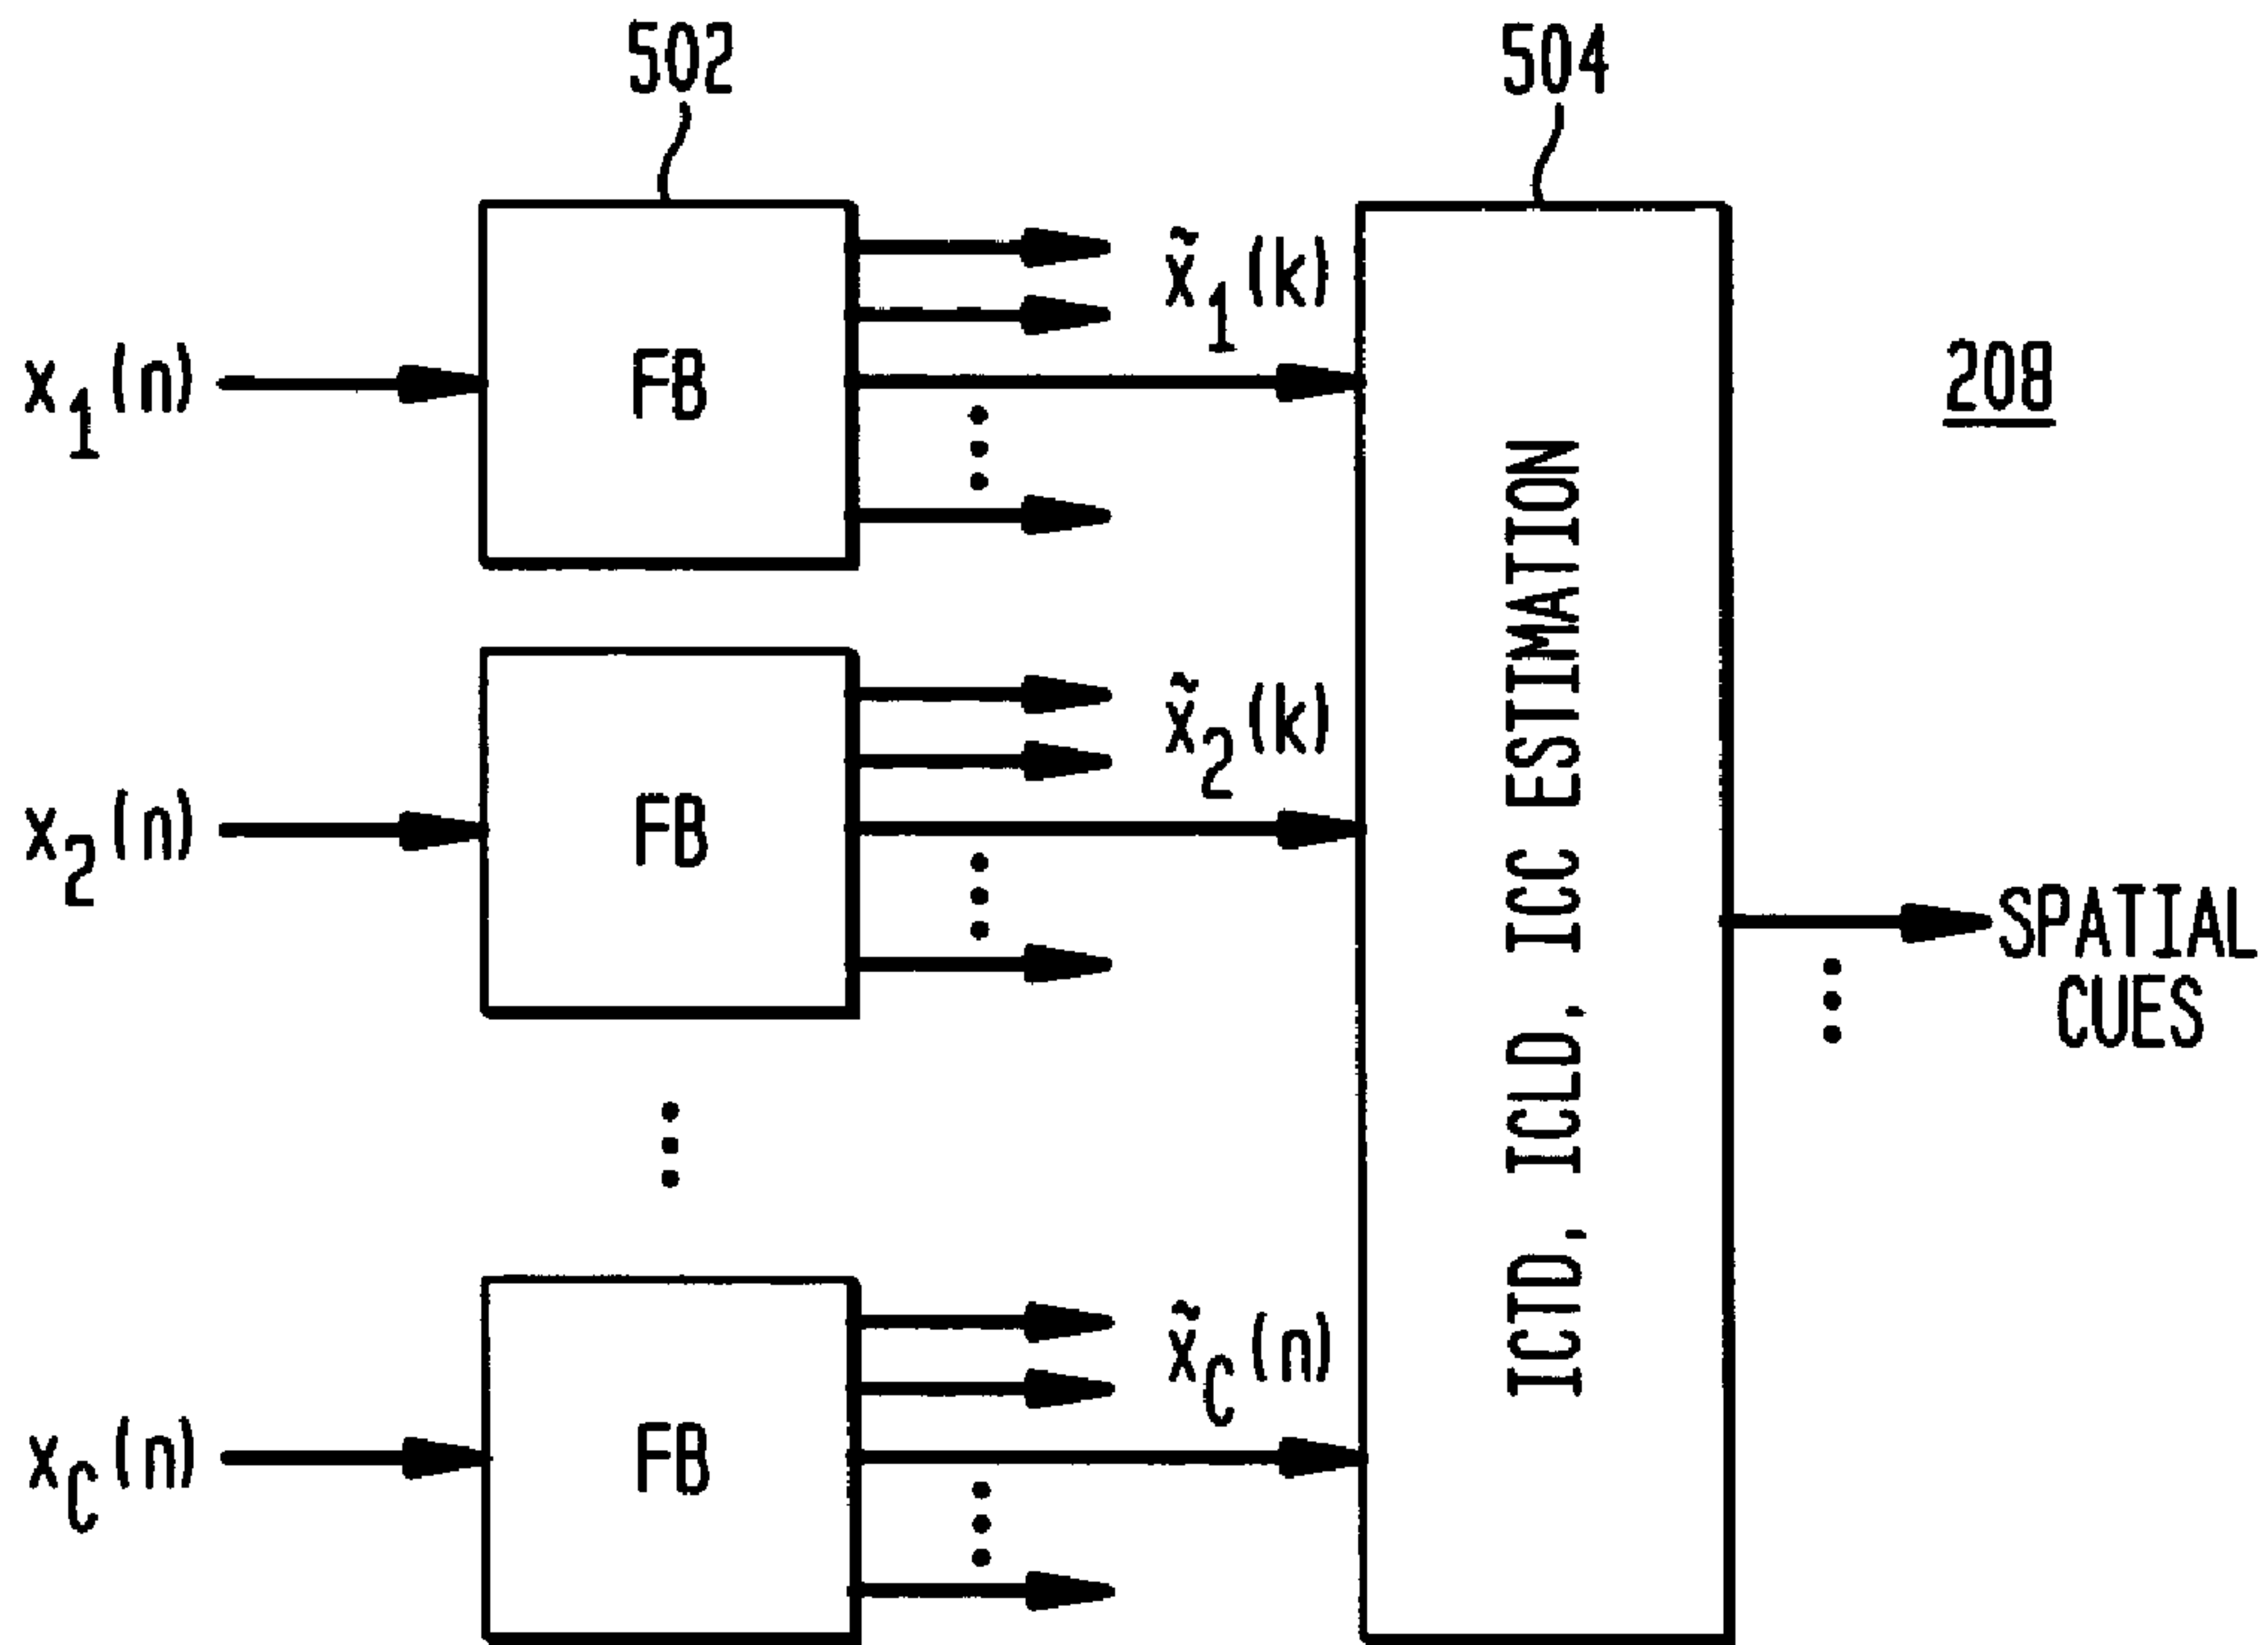 502
504
x̃1(k)
x1(n)
FB
208
x̃2(k)
x2(n)
FB
ICTD, ICLD, ICC ESTIMATION
SPATIAL
CUES
x̃C(n)
xC(n)
FB